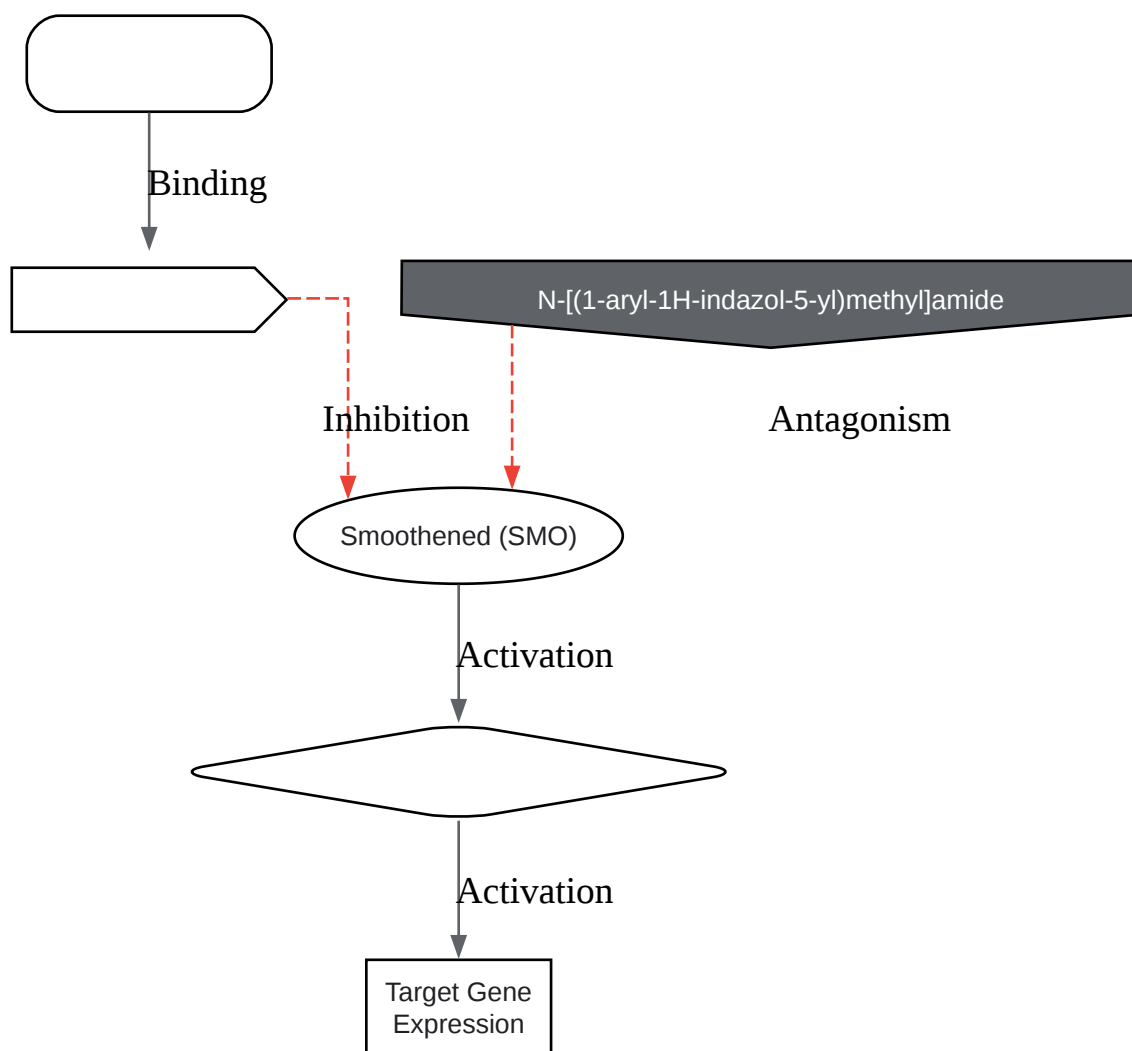 Binding
N-[(1-aryl-1H-indazol-5-yl)methyl]amide
Inhibition
Antagonism
Smoothened (SMO)
Activation
Activation
Target Gene
Expression